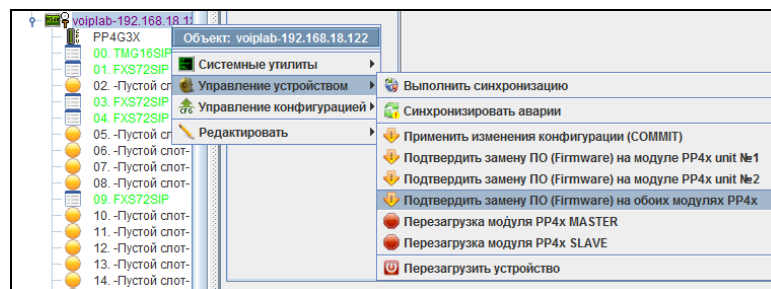 voiplab-192.168.18.1
PP4G3X
00. TMG16SIP
01. FXS72SIP
02. -Пустой сл
03. FXS72SIP
04. FXS72SIP
05. -Пустой слот-
06. -Пустой слот-
07. -Пустой слот-
08. -Пустой слот-
09. FXS72SIP
10. -Пустой слот-
11. -Пустой слот-
12. -Пустой слот-
13. -Пустой слот-
14. -Пустой слот-
Объект: voiplab-192.168.18.122
Системные утилиты
Управление устройством
Управление конфигурацией
Редактировать
Выполнить синхронизацию
Синхронизировать аварии
Применить изменения конфигурации (COMMIT)
Подтвердить замену ПО (Firmware) на модуле PP4x unit №1
Подтвердить замену ПО (Firmware) на модуле PP4x unit №2
Подтвердить замену ПО (Firmware) на обоих модулях PP4x
Перезагрузка модуля PP4x MASTER
Перезагрузка модуля PP4x SLAVE
Перезагрузить устройство